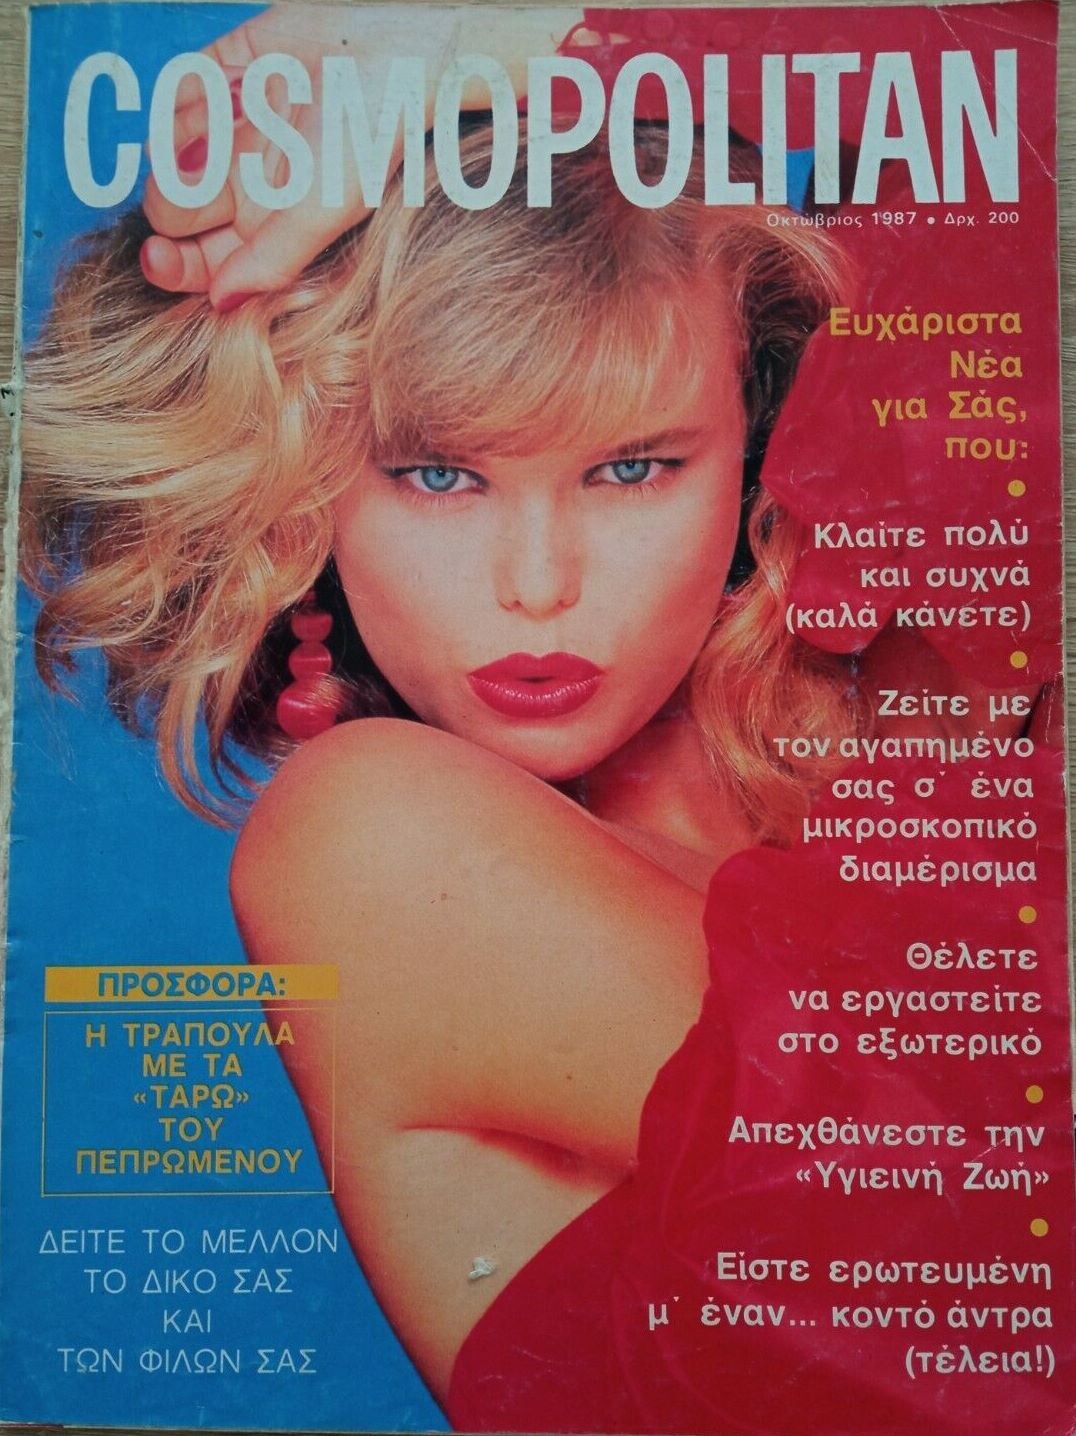 COSMOPOLITAN
Οκτώβριος 1987 • Δρχ. 200
Ευχάριστα
Νέα
για Σάς,
που:
•
Κλαίτε πολύ
και συχνά
(καλά κάνετε)
•
Ζείτε με
τον αγαπημένο
σας σ' ένα
μικροσκοπικό
διαμέρισμα
•
Θέλετε
να εργαστείτε
στο εξωτερικό
•
Απεχθάνεστε την
«Υγιεινή Ζωή»
•
Είστε ερωτευμένη
μ' έναν... κοντό άντρα
(τέλεια!)
ΠΡΟΣΦΟΡΑ:
Η ΤΡΑΠΟΥΛΑ
ΜΕ ΤΑ
«ΤΑΡΩ»
ΤΟΥ
ΠΕΠΡΩΜΕΝΟΥ
ΔΕΙΤΕ ΤΟ ΜΕΛΛΟΝ
ΤΟ ΔΙΚΟ ΣΑΣ
ΚΑΙ
ΤΩΝ ΦΙΛΩΝ ΣΑΣ